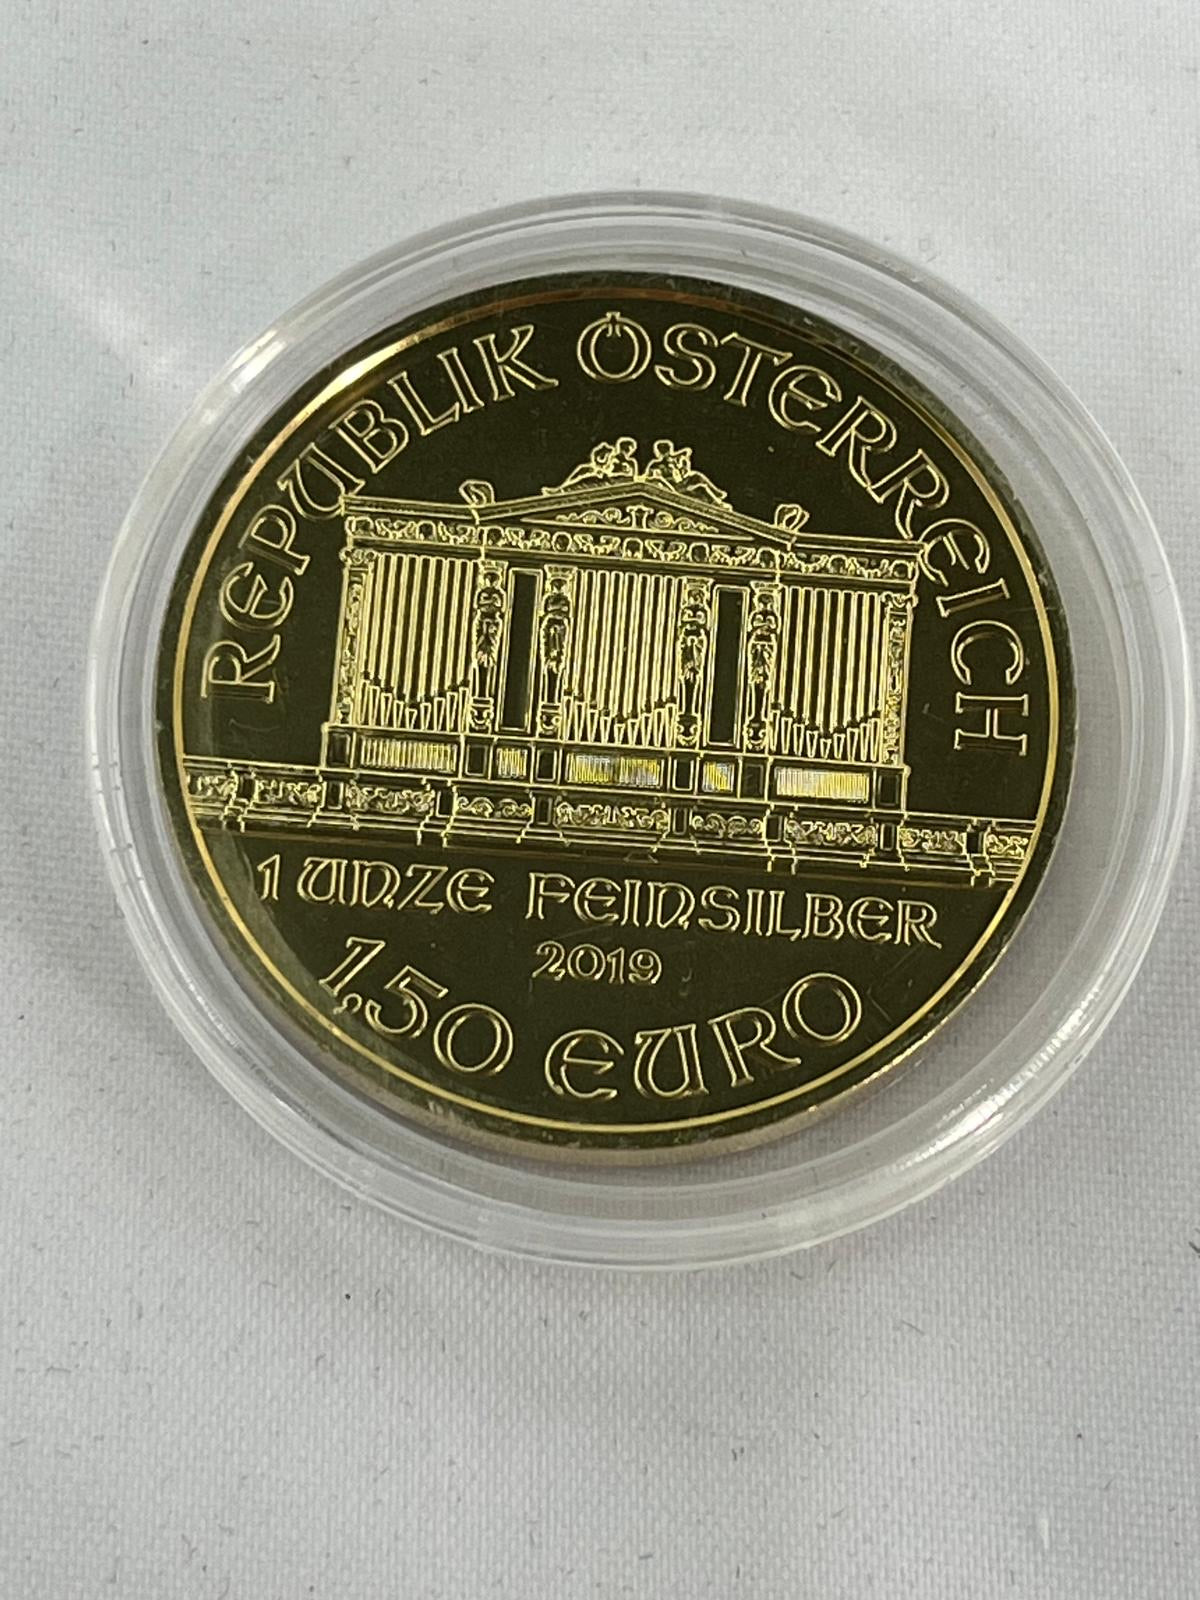 REPUBLIK ÖSTERREICH
1 UNZE FEINSILBER
2019
1,50 EURO